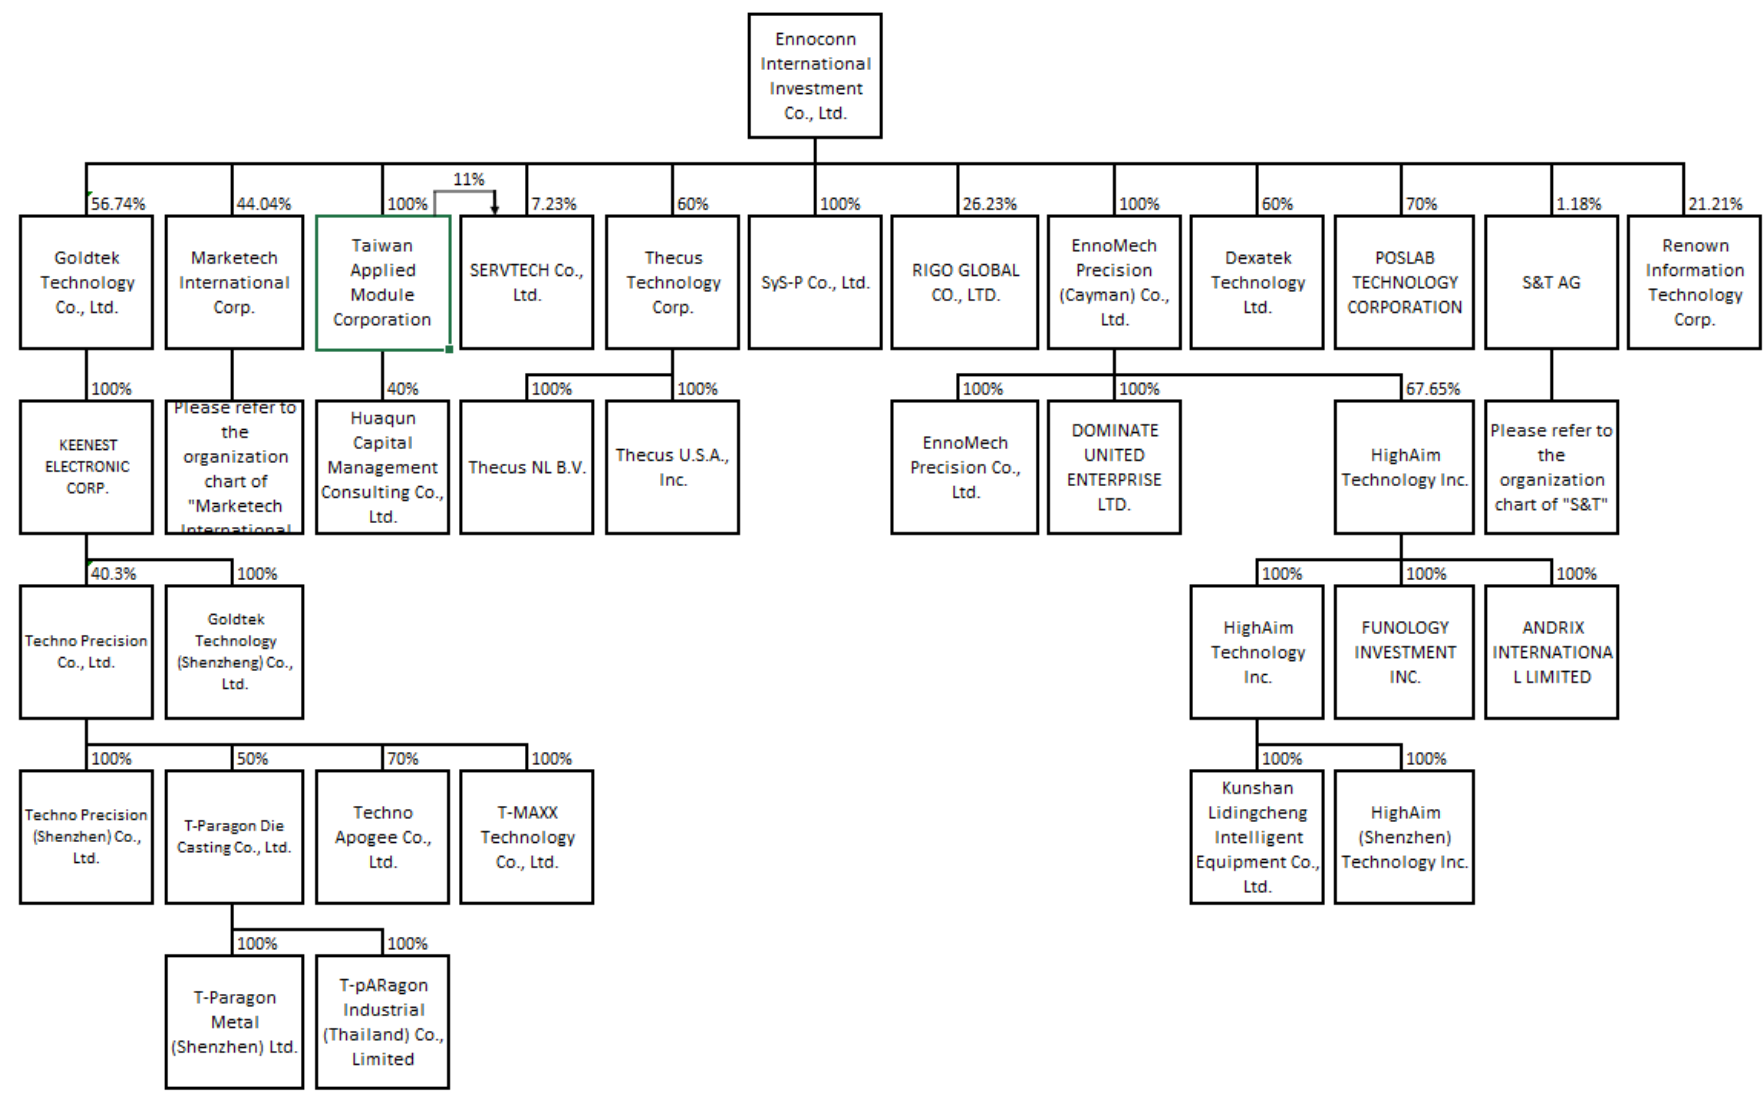 Ennoconn
International
Investment
Co., Ltd.
11%
56.74%
44.04%
100%
7.23%
60%
100%
26.23%
100%
60%
70%
1.18%
21.21%
Goldtek
Technology
Co., Ltd.
Marketech
International
Corp.
Taiwan
Applied
Module
Corporation
SERVTECH Co.,
Ltd.
Thecus
Technology
Corp.
SyS-P Co., Ltd.
RIGO GLOBAL
CO., LTD.
EnnoMech
Precision
(Cayman) Co.,
Ltd.
Dexatek
Technology
Ltd.
POSLAB
TECHNOLOGY
CORPORATION
S&T AG
Renown
Information
Technology
Corp.
100%
40%
100%
100%
100%
100%
67.65%
KEENEST
ELECTRONIC
CORP.
Please refer to
the
organization
chart of
"Marketech
International
Huaqun
Capital
Management
Consulting Co.,
Ltd.
Thecus NL B.V.
Thecus U.S.A.,
Inc.
EnnoMech
Precision Co.,
Ltd.
DOMINATE
UNITED
ENTERPRISE
LTD.
HighAim
Technology Inc.
Please refer to
the
organization
chart of "S&T"
40.3%
100%
100%
100%
100%
Techno Precision
Co., Ltd.
Goldtek
Technology
(Shenzheng) Co.,
Ltd.
HighAim
Technology
Inc.
FUNOLOGY
INVESTMENT
INC.
ANDRIX
INTERNATIONA
L LIMITED
100%
50%
70%
100%
100%
100%
Techno Precision
(Shenzhen) Co.,
Ltd.
T-Paragon Die
Casting Co., Ltd.
Techno
Apogee Co.,
Ltd.
T-MAXX
Technology
Co., Ltd.
Kunshan
Lidingcheng
Intelligent
Equipment Co.,
Ltd.
HighAim
(Shenzhen)
Technology Inc.
100%
100%
T-Paragon
Metal
(Shenzhen) Ltd.
T-pARagon
Industrial
(Thailand) Co.,
Limited